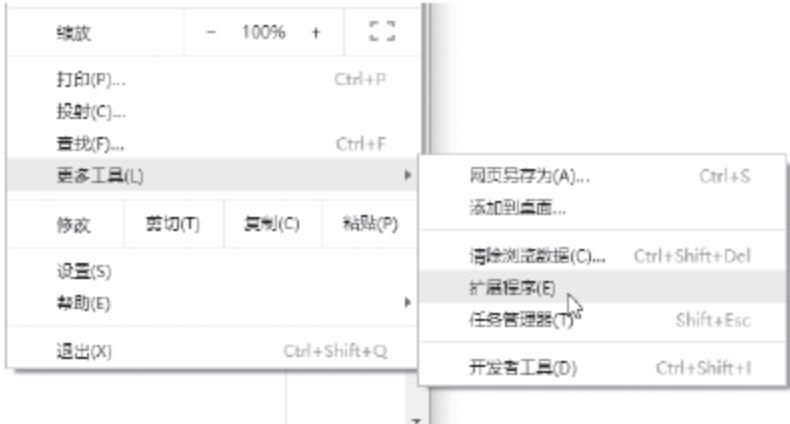 缩放 - 100% +
打印(P)... Ctrl+P
投射(C)...
查找(F)... Ctrl+F
更多工具(L)
修改 剪切(T) 复制(C) 粘贴(P)
设置(S)
帮助(E)
退出(X) Ctrl+Shift+Q
网页另存为(A)... Ctrl+S
添加到桌面...
清除浏览数据(C)... Ctrl+Shift+Del
扩展程序(E)
任务管理器(T) Shift+Esc
开发者工具(D) Ctrl+Shift+I